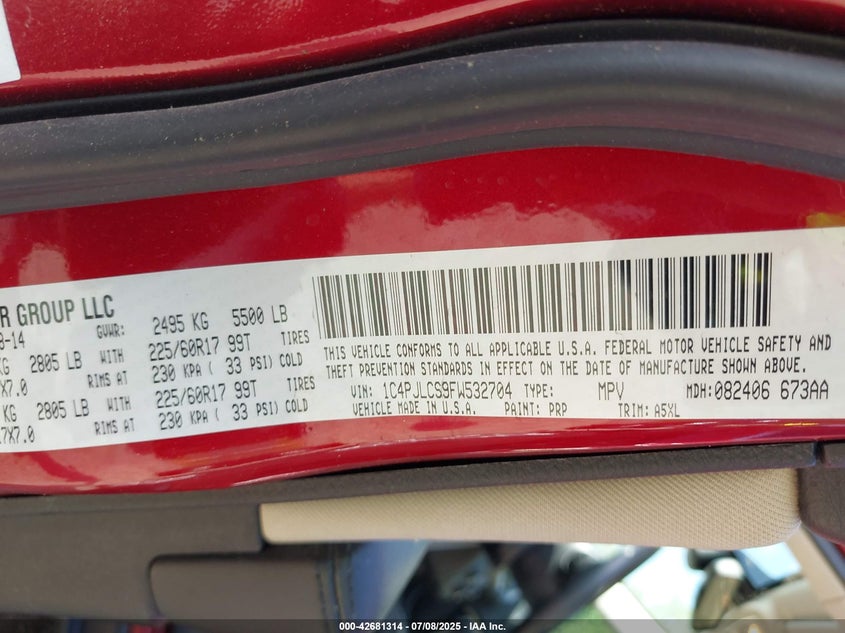 R GROUP LLC
-14 GVWR: 2495 KG 5500 LB
KG 2805 LB WITH 225/60R17 99T TIRES
X7.0 RIMS AT 230 KPA ( 33 PSI) COLD
KG 2805 LB WITH 225/60R17 99T TIRES
7X7.0 RIMS AT 230 KPA ( 33 PSI) COLD
THIS VEHICLE CONFORMS TO ALL APPLICABLE U.S.A. FEDERAL MOTOR VEHICLE SAFETY AND
THEFT PREVENTION STANDARDS IN EFFECT ON THE DATE OF MANUFACTURE SHOWN ABOVE.
VIN: 1C4PJLCS9FW532704 TYPE: MPV MDH: 082406 673AA
VEHICLE MADE IN U.S.A. PAINT: PRP TRIM: A5XL
000-42681314 | 07/08/2025 - IAA Inc.